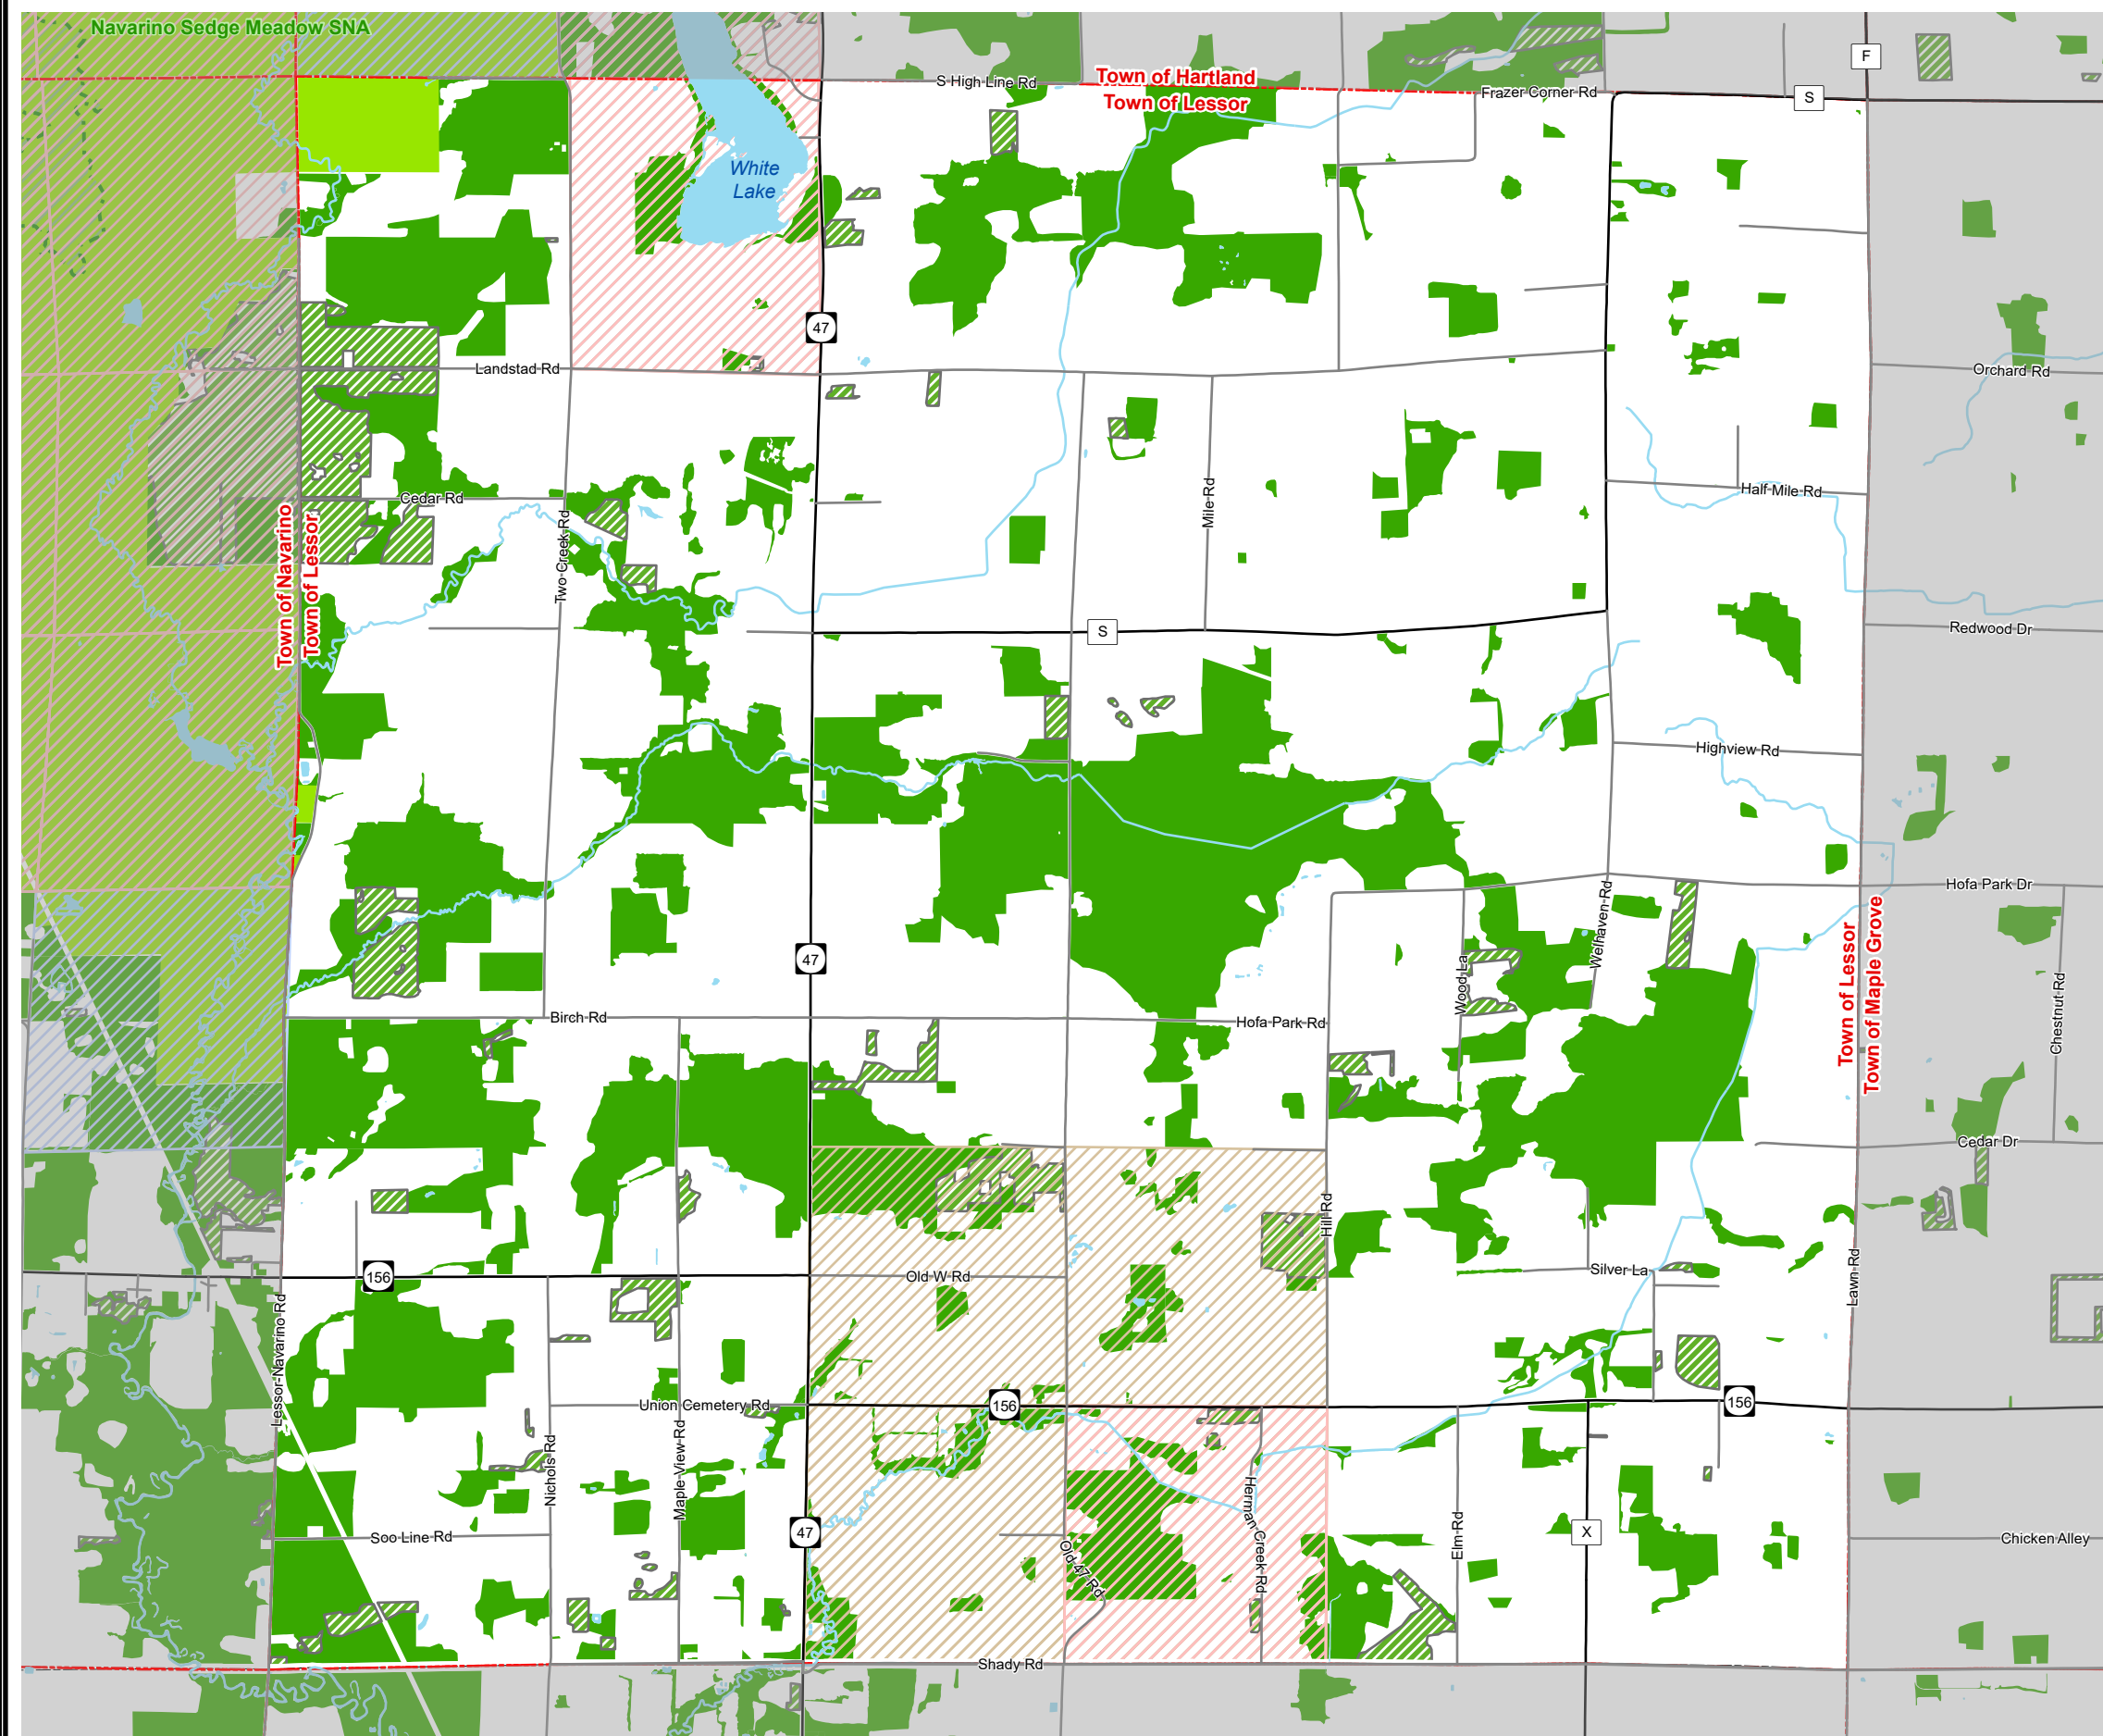 Navarino Sedge Meadow SNA
F
S High Line Rd
Town of Hartland
Town of Lessor
Frazer Corner Rd
S
White
Lake
47
Landstad Rd
Orchard Rd
Cedar Rd
Half Mile Rd
Mile Rd
Two Creek Rd
Town of Navarino
Town of Lessor
S
Redwood Dr
Highview Rd
Hofa Park Dr
Welhaven Rd
Town of Lessor
Town of Maple Grove
47
Wood La
Chestnut Rd
Birch Rd
Hofa Park Rd
Cedar Dr
Hill Rd
156
Old W Rd
Silver La
Lawn Rd
Lessor-Navarino Rd
Union Cemetery Rd
156
156
Nichols Rd
Maple View Rd
Herman Creek Rd
47
Soo Line Rd
Old 47 Rd
Elm Rd
X
Chicken Alley
Shady Rd